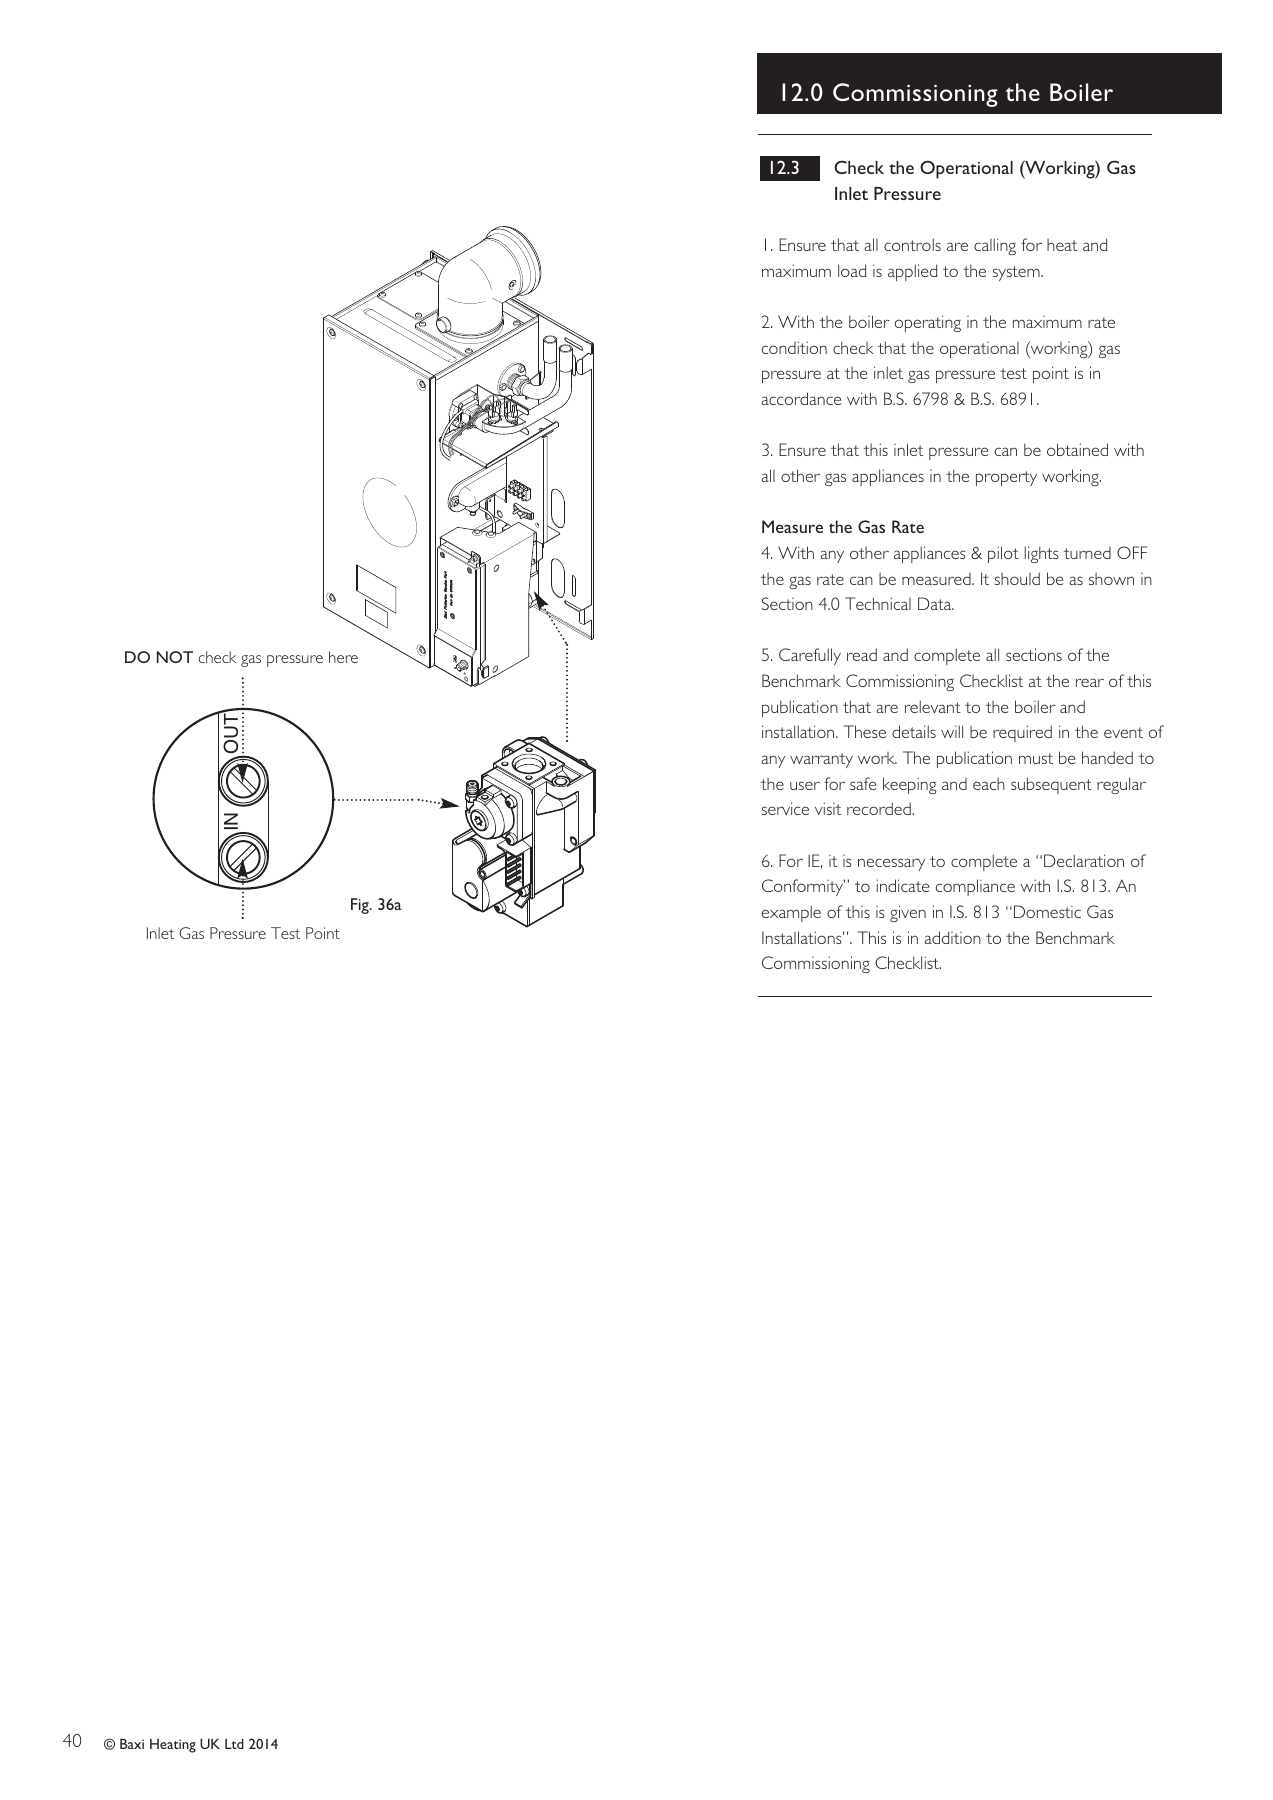 12.0 Commissioning the Boiler
12.3 Check the Operational (Working) Gas
Inlet Pressure
1. Ensure that all controls are calling for heat and
maximum load is applied to the system.
2. With the boiler operating in the maximum rate
condition check that the operational (working) gas
pressure at the inlet gas pressure test point is in
accordance with B.S. 6798 & B.S. 6891.
3. Ensure that this inlet pressure can be obtained with
all other gas appliances in the property working.
Measure the Gas Rate
4. With any other appliances & pilot lights turned OFF
the gas rate can be measured. It should be as shown in
Section 4.0 Technical Data.
5. Carefully read and complete all sections of the
Benchmark Commissioning Checklist at the rear of this
publication that are relevant to the boiler and
installation. These details will be required in the event of
any warranty work. The publication must be handed to
the user for safe keeping and each subsequent regular
service visit recorded.
6. For IE, it is necessary to complete a “Declaration of
Conformity” to indicate compliance with I.S. 813. An
example of this is given in I.S. 813 “Domestic Gas
Installations”. This is in addition to the Benchmark
Commissioning Checklist.
DO NOT check gas pressure here
OUT
IN
Fig. 36a
Inlet Gas Pressure Test Point
40 © Baxi Heating UK Ltd 2014